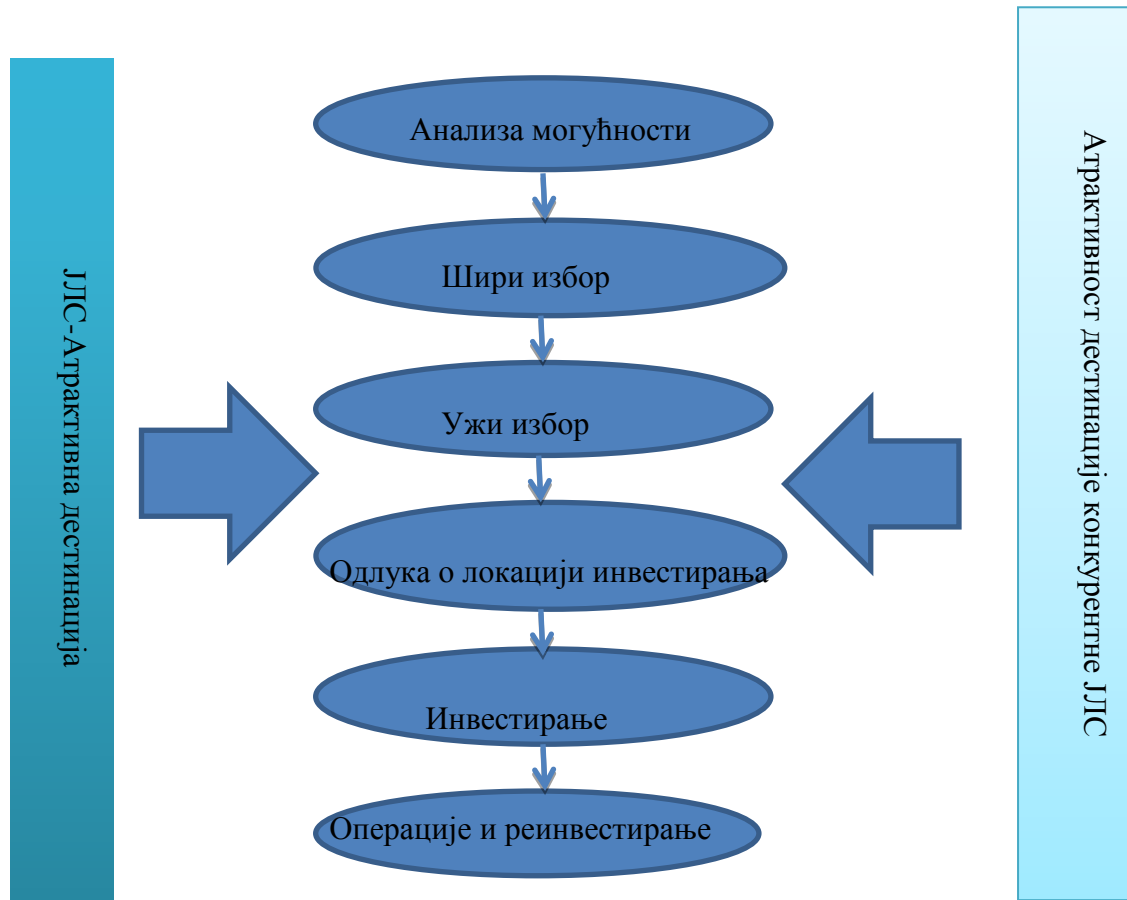 ЈЛС-Атрактивна дестинација
Анализа могућности
Шири избор
Ужи избор
Одлука о локацији инвестирања
Инвестирање
Операције и реинвестирање
Атрактивност дестинације конкурентне ЈЛС